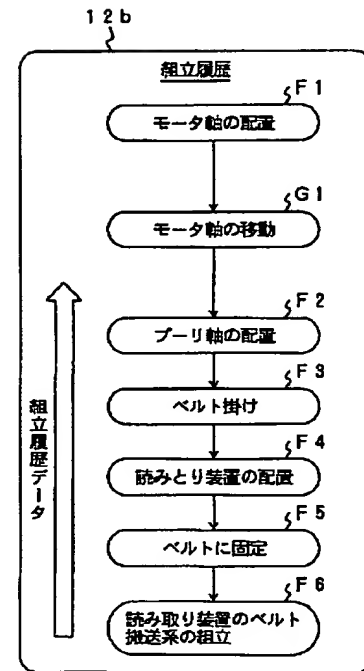 12b
組立履歴
F1
モータ軸の配置
G1
モータ軸の移動
F2
プーリ軸の配置
F3
ベルト掛け
F4
読みとり装置の配置
F5
ベルトに固定
F6
読み取り装置のベルト
搬送系の組立
組立履歴データ